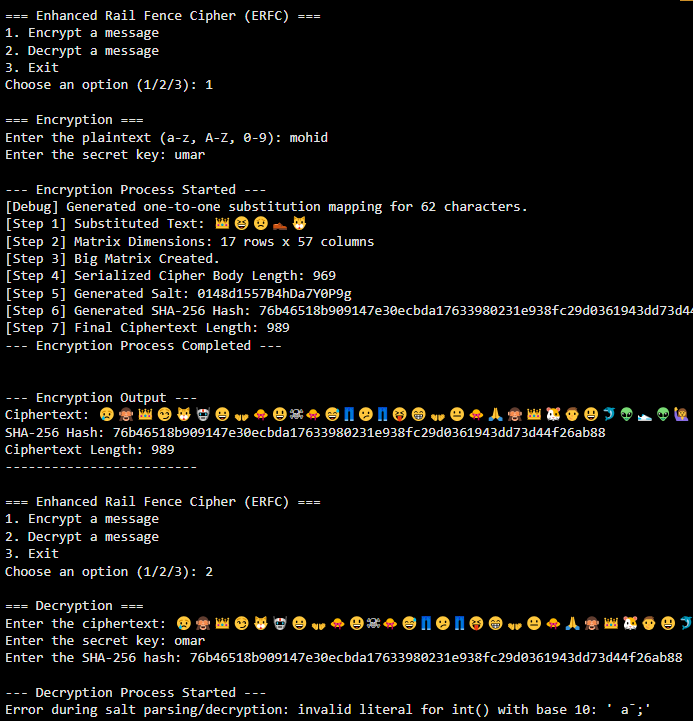 === Enhanced Rail Fence Cipher (ERFC) ===
1. Encrypt a message
2. Decrypt a message
3. Exit
Choose an option (1/2/3): 1
=== Encryption ===
Enter the plaintext (a-z, A-Z, 0-9): mohid
Enter the secret key: umar
--- Encryption Process Started ---
[Debug] Generated one-to-one substitution mapping for 62 characters.
[Step 1] Substituted Text: 👑😆☹️👞🐱
[Step 2] Matrix Dimensions: 17 rows x 57 columns
[Step 3] Big Matrix Created.
[Step 4] Serialized Cipher Body Length: 969
[Step 5] Generated Salt: 0148d1557B4hDa7Y0P9g
[Step 6] Generated SHA-256 Hash: 76b46518b909147e30ecbda17633980231e938fc29d0361943dd73d44
[Step 7] Final Ciphertext Length: 989
--- Encryption Process Completed ---
--- Encryption Output ---
Ciphertext:
SHA-256 Hash: 76b46518b909147e30ecbda17633980231e938fc29d0361943dd73d44f26ab88
Ciphertext Length: 989
-------------------------
=== Enhanced Rail Fence Cipher (ERFC) ===
1. Encrypt a message
2. Decrypt a message
3. Exit
Choose an option (1/2/3): 2
=== Decryption ===
Enter the ciphertext:
Enter the secret key: omar
Enter the SHA-256 hash: 76b46518b909147e30ecbda17633980231e938fc29d0361943dd73d44f26ab88
--- Decryption Process Started ---
Error during salt parsing/decryption: invalid literal for int() with base 10: ' a¯;'